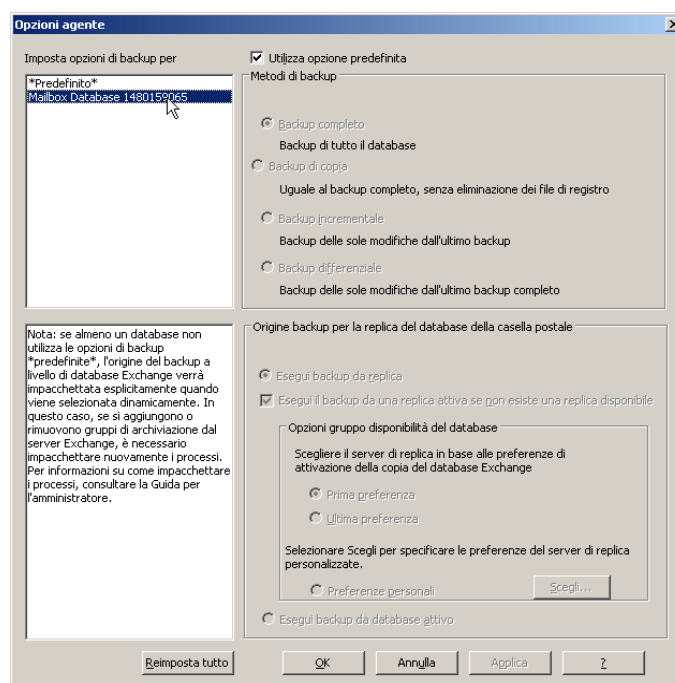 Opzioni agente
Imposta opzioni di backup per
Utilizza opzione predefinita
*Predefinito*
Mailbox Database 1480159065
Metodi di backup
Backup completo
Backup di tutto il database
Backup di copia
Uguale al backup completo, senza eliminazione dei file di registro
Backup incrementale
Backup delle sole modifiche dall'ultimo backup
Backup differenziale
Backup delle sole modifiche dall'ultimo backup completo
Nota: se almeno un database non
utilizza le opzioni di backup
*predefinite*, l'origine del backup a
livello di database Exchange verrà
impacchettata esplicitamente quando
viene selezionata dinamicamente. In
questo caso, se si aggiungono o
rimuovono gruppi di archiviazione dal
server Exchange, è necessario
impacchettare nuovamente i processi.
Per informazioni su come impacchettare
i processi, consultare la Guida per
l'amministratore.
Origine backup per la replica del database della casella postale
Esegui backup da replica
Esegui il backup da una replica attiva se non esiste una replica disponibile
Opzioni gruppo disponibilità del database
Scegliere il server di replica in base alle preferenze di
attivazione della copia del database Exchange
Prima preferenza
Ultima preferenza
Selezionare Scegli per specificare le preferenze del server di replica
personalizzate.
Preferenze personali
Scegli...
Esegui backup da database attivo
Reimposta tutto
OK
Annulla
Applica
?